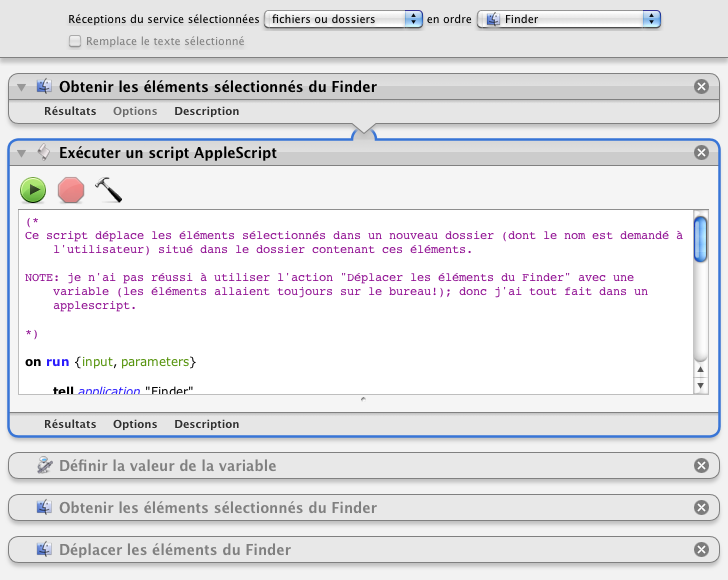 Réceptions du service sélectionnées fichiers ou dossiers en ordre Finder
Remplace le texte sélectionné
Obtenir les éléments sélectionnés du Finder
Résultats Options Description
Exécuter un script AppleScript
(*
Ce script déplace les éléments sélectionnés dans un nouveau dossier (dont le nom est demandé à
l'utilisateur) situé dans le dossier contenant ces éléments.
NOTE: je n'ai pas réussi à utiliser l'action "Déplacer les éléments du Finder" avec une
variable (les éléments allaient toujours sur le bureau!); donc j'ai tout fait dans un
applescript.
*)
on run {input, parameters}
tell application "Finder"
Résultats Options Description
Définir la valeur de la variable
Obtenir les éléments sélectionnés du Finder
Déplacer les éléments du Finder